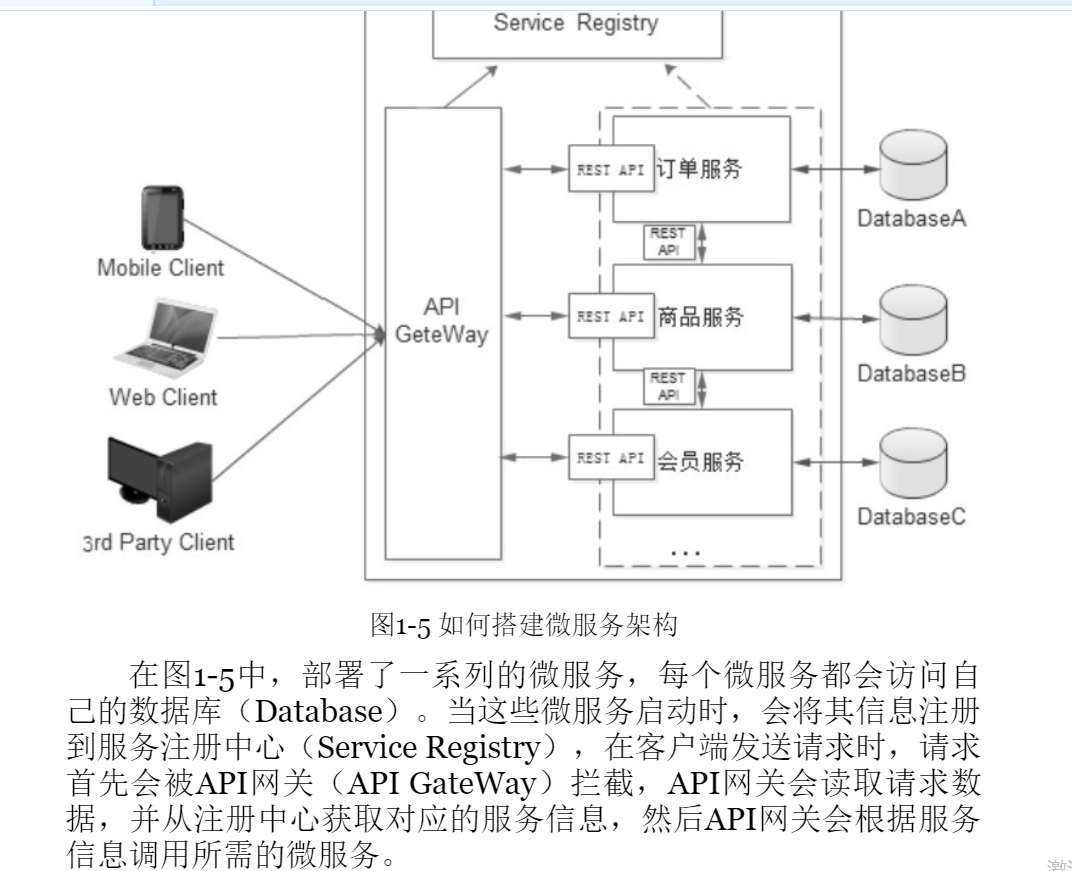 Service Registry
REST API
订单服务
DatabaseA
REST
API
Mobile Client
API
GeteWay
REST API
商品服务
DatabaseB
REST
API
Web Client
REST API
会员服务
DatabaseC
3rd Party Client
...
图1-5 如何搭建微服务架构
在图1-5中，部署了一系列的微服务，每个微服务都会访问自
己的数据库（Database）。当这些微服务启动时，会将其信息注册
到服务注册中心（Service Registry），在客户端发送请求时，请求
首先会被API网关（API GateWay）拦截，API网关会读取请求数
据，并从注册中心获取对应的服务信息，然后API网关会根据服务
信息调用所需的微服务。